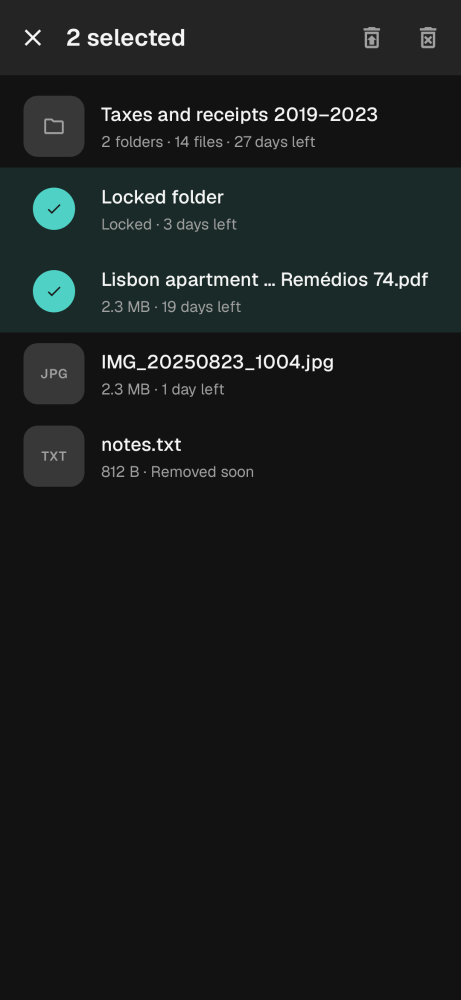 2 selected
Taxes and receipts 2019–2023
2 folders · 14 files · 27 days left
Locked folder
Locked · 3 days left
Lisbon apartment … Remédios 74.pdf
2.3 MB · 19 days left
JPG
IMG_20250823_1004.jpg
2.3 MB · 1 day left
TXT
notes.txt
812 B · Removed soon